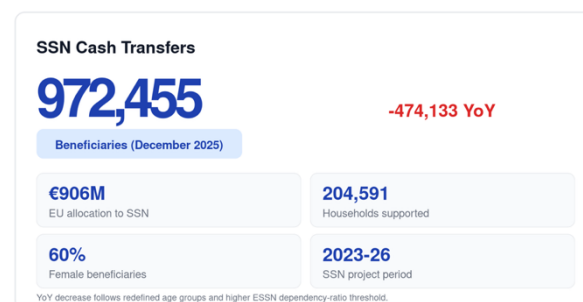 SSN Cash Transfers
972,455
-474,133 YoY
Beneficiaries (December 2025)
€906M
EU allocation to SSN
204,591
Households supported
60%
Female beneficiaries
2023-26
SSN project period
YoY decrease follows redefined age groups and higher ESSN dependency-ratio threshold.